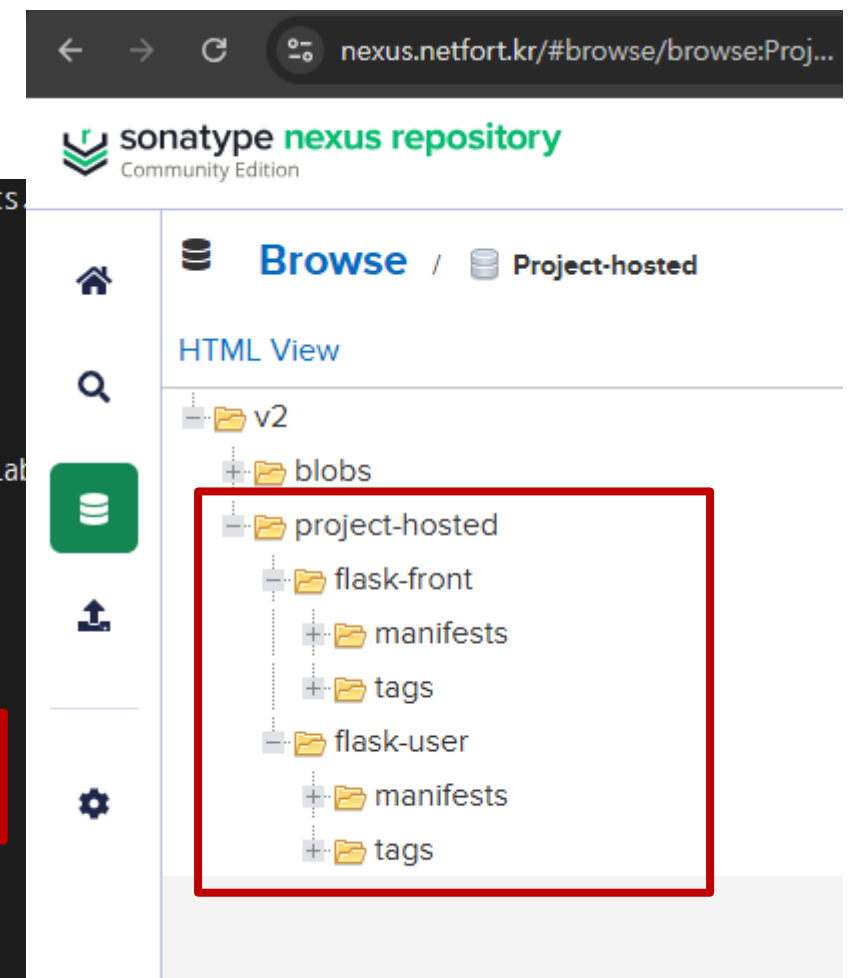 nexus.netfort.kr/#browse/browse:Proj...
sonatype nexus repository
Community Edition
Browse / Project-hosted
HTML View
v2
blobs
project-hosted
flask-front
manifests
tags
flask-user
manifests
tags